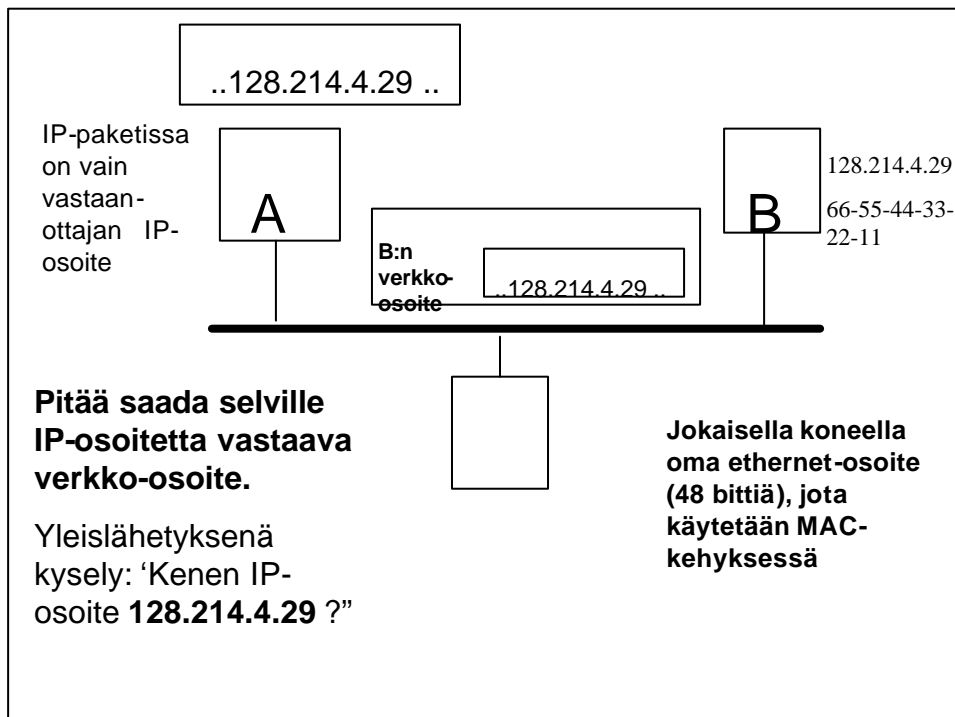 ..128.214.4.29 ..
IP-paketissa
on vain
vastaan-
ottajan IP-
osoite
A
B
128.214.4.29
66-55-44-33-
22-11
B:n
verkko-
osoite
..128.214.4.29 ..
Pitää saada selville
IP-osoitetta vastaava
verkko-osoite.
Yleislähetyksenä
kysely: ‘Kenen IP-
osoite 128.214.4.29 ?”
Jokaisella koneella
oma ethernet-osoite
(48 bittiä), jota
käytetään MAC-
kehyksessä